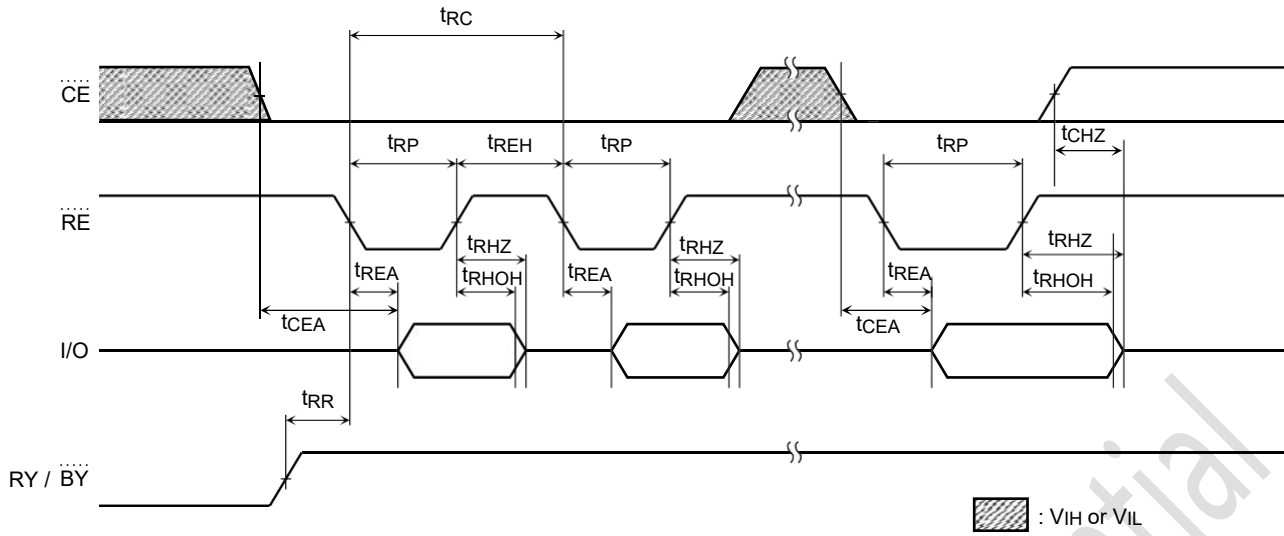 tRC
CE
tRP
tREH
tRP
tRP
tCHZ
RE
tREA
tRHZ
tRHOH
tREA
tRHZ
tRHOH
tREA
tRHZ
tRHOH
tCEA
tCEA
I/O
tRR
RY / BY
: VIH or VIL